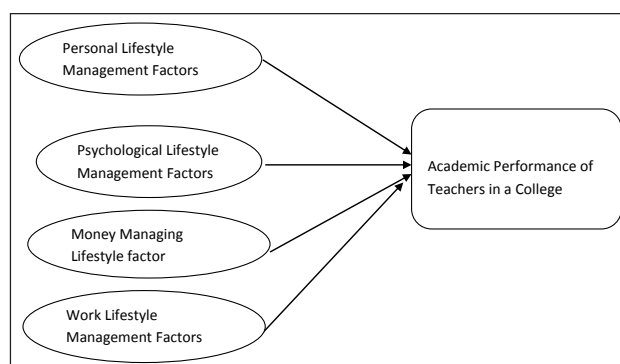 Personal Lifestyle
Management Factors
Psychological Lifestyle
Management Factors
Academic Performance of
Teachers in a College
Money Managing
Lifestyle factor
Work Lifestyle
Management Factors